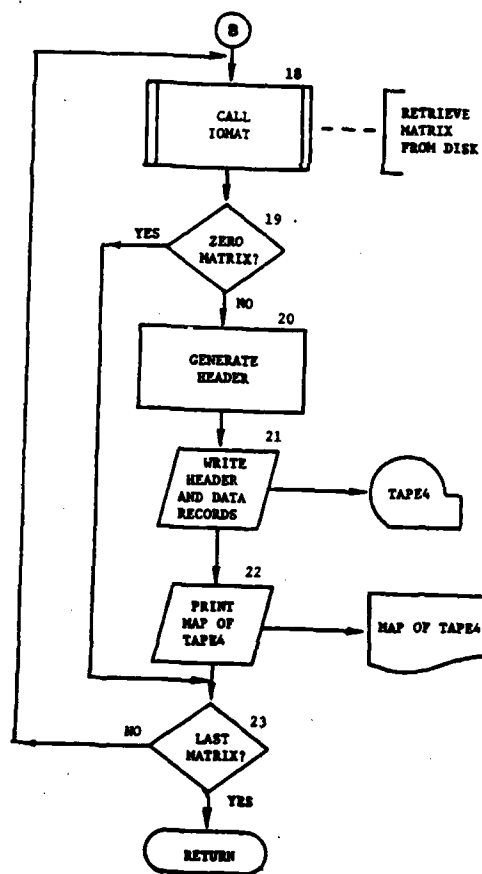 B
18
CALL
IOMAT
RETRIEVE
MATRIX
FROM DISK
19
YES
ZERO
MATRIX?
NO
20
GENERATE
HEADER
21
WRITE
HEADER
AND DATA
RECORDS
TAPE4
22
PRINT
MAP OF
TAPE4
MAP OF TAPE4
23
NO
LAST
MATRIX?
YES
RETURN